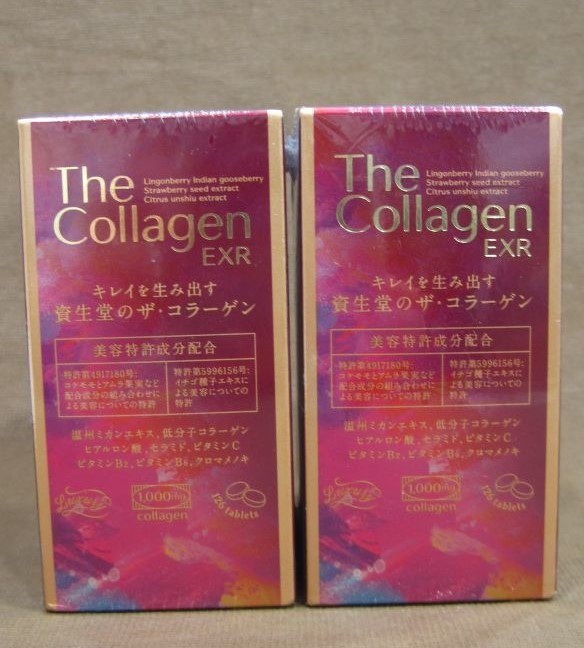 The
Lingonberry Indian gooseberry
Strawberry seed extract
Citrus unshiu extract
Collagen
EXR
キレイを生み出す
資生堂のザ・コラーゲン
美容特許成分配合
特許第4917180号:
コケモモとアムラ果実など
配合成分の組み合わせに
よる美容についての特許
特許第5996156号:
イチゴ種子エキスに
よる美容についての
特許
温州ミカンエキス、低分子コラーゲン
ヒアルロン酸、セラミド、ビタミンC
ビタミンB2、ビタミンB6、クロマメノキ
Luxury
1,000
collagen
126 tablets
The
Lingonberry Indian gooseberry
Strawberry seed extract
Citrus unshiu extract
Collagen
EXR
キレイを生み出す
資生堂のザ・コラーゲン
美容特許成分配合
特許第4917180号:
コケモモとアムラ果実など
配合成分の組み合わせに
よる美容についての特許
特許第5996156号:
イチゴ種子エキスに
よる美容についての
特許
温州ミカンエキス、低分子コラーゲン
ヒアルロン酸、セラミド、ビタミンC
ビタミンB2、ビタミンB6、クロマメノキ
Luxury
1,000
collagen
126 tablets